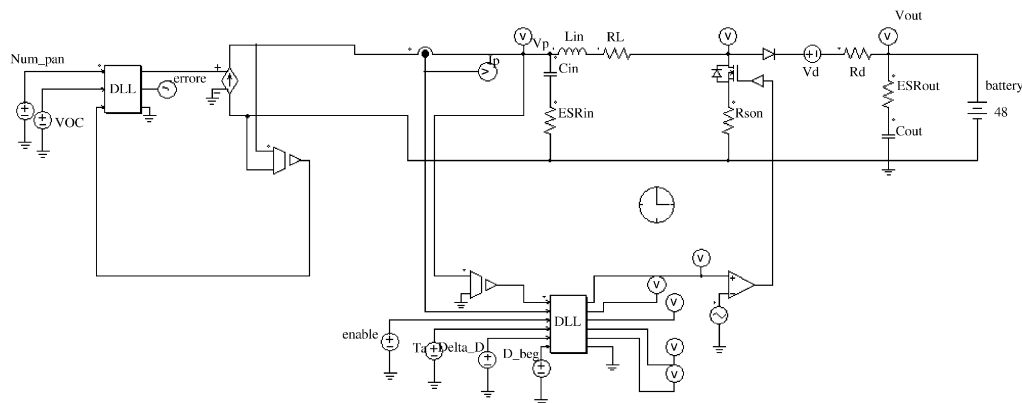 Num_pan
DLL
errore
VOC
Ip
V
Vp
Lin
RL
Cin
ESRin
V
Rson
Vd
Rd
Vout
V
ESRout
Cout
battery
48
DLL
enable
Ta
Delta_D
D_beg
V
V
V
V
V